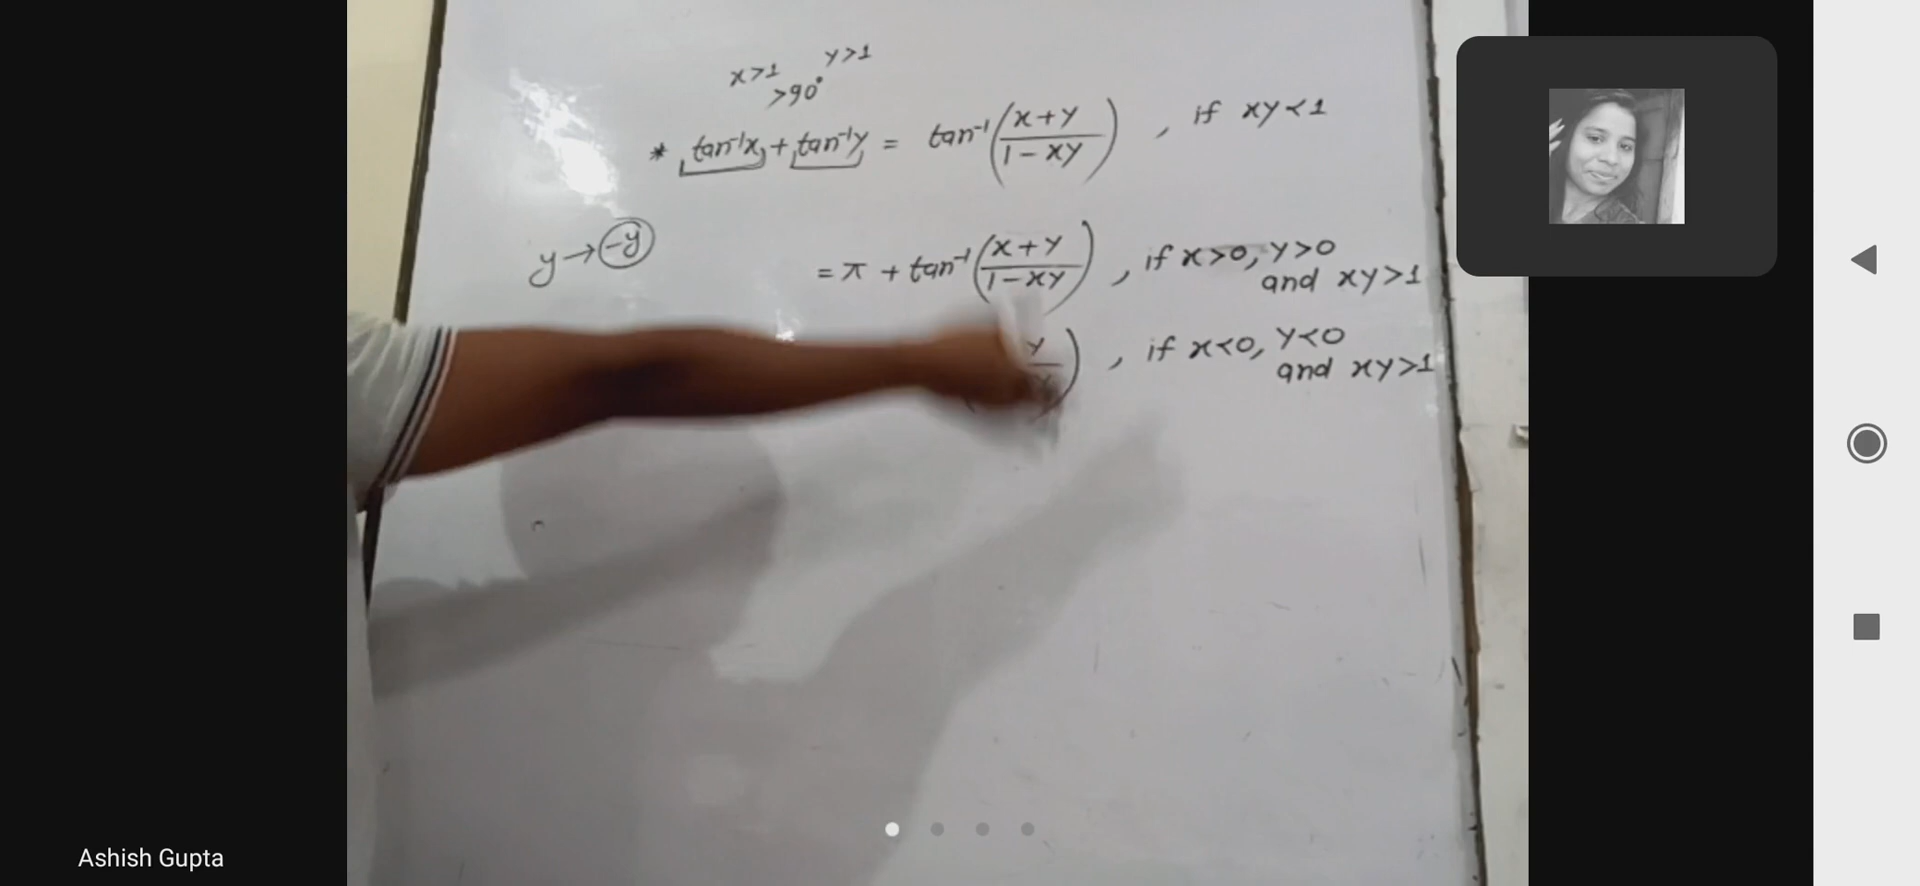 x>1 y>1
>90°
* tan⁻¹x + tan⁻¹y = tan⁻¹(x+y / 1-xy) , if xy<1
y→-y
= π + tan⁻¹(x+y / 1-xy) , if x>0, y>0
and xy>1
y , if x<0, y<0
and xy>1
Ashish Gupta